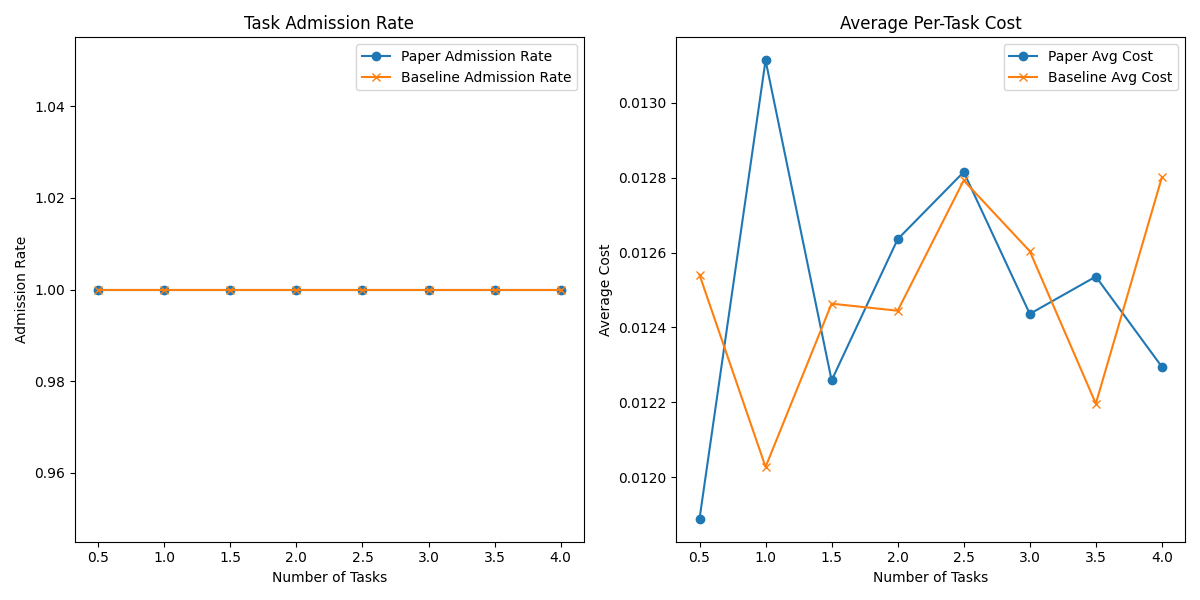 Task Admission Rate
Paper Admission Rate
Baseline Admission Rate
1.04
1.02
1.00
0.98
0.96
Admission Rate
0.5 1.0 1.5 2.0 2.5 3.0 3.5 4.0
Number of Tasks
Average Per-Task Cost
Paper Avg Cost
Baseline Avg Cost
0.0130
0.0128
0.0126
0.0124
0.0122
0.0120
Average Cost
0.5 1.0 1.5 2.0 2.5 3.0 3.5 4.0
Number of Tasks